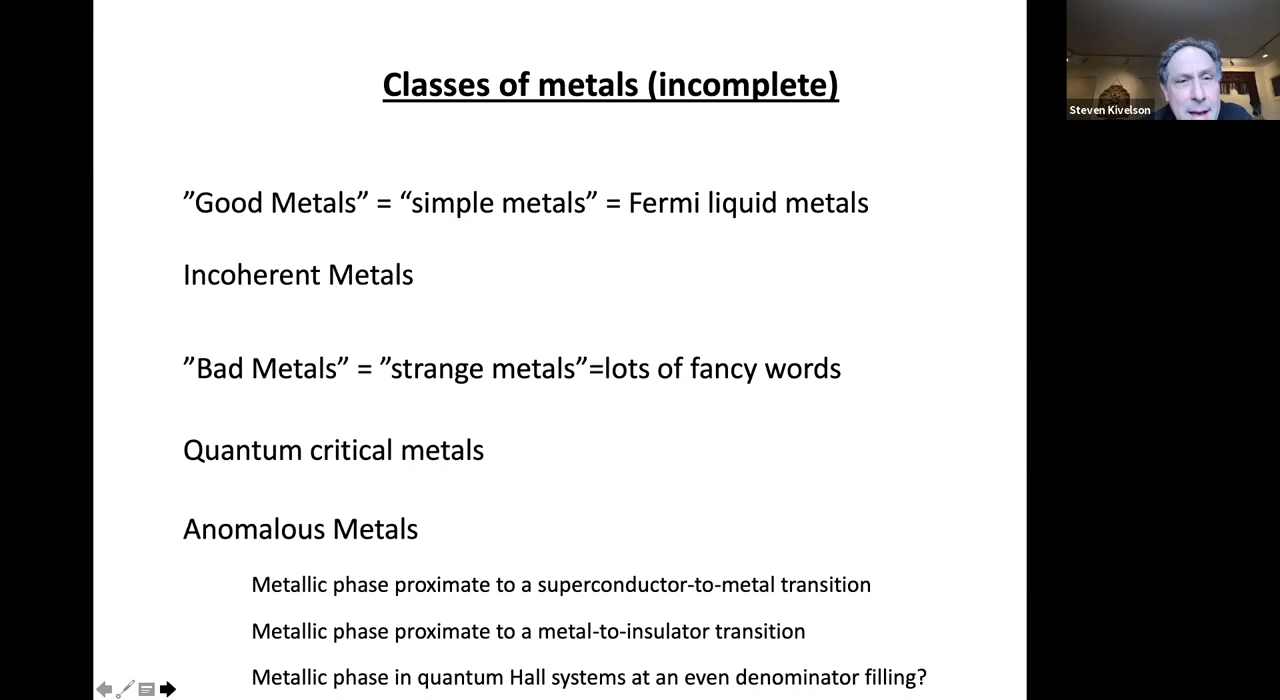 Classes of metals (incomplete)
Steven Kivelson
”Good Metals” = “simple metals” = Fermi liquid metals
Incoherent Metals
”Bad Metals” = ”strange metals”=lots of fancy words
Quantum critical metals
Anomalous Metals
Metallic phase proximate to a superconductor-to-metal transition
Metallic phase proximate to a metal-to-insulator transition
Metallic phase in quantum Hall systems at an even denominator filling?